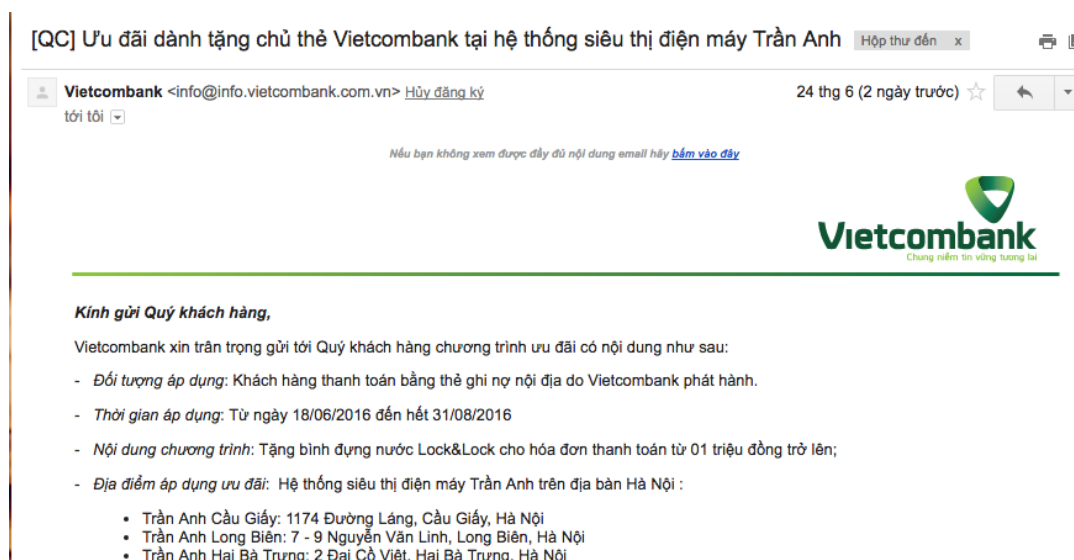 [QC] Ưu đãi dành tặng chủ thẻ Vietcombank tại hệ thống siêu thị điện máy Trần Anh Hộp thư đến x
Vietcombank <info@info.vietcombank.com.vn> Hủy đăng ký 24 thg 6 (2 ngày trước)
tới tôi
Nếu bạn không xem được đầy đủ nội dung email hãy bấm vào đây
Vietcombank
Chung niềm tin vững tương lai
Kính gửi Quý khách hàng,
Vietcombank xin trân trọng gửi tới Quý khách hàng chương trình ưu đãi có nội dung như sau:
- Đối tượng áp dụng: Khách hàng thanh toán bằng thẻ ghi nợ nội địa do Vietcombank phát hành.
- Thời gian áp dụng: Từ ngày 18/06/2016 đến hết 31/08/2016
- Nội dung chương trình: Tặng bình đựng nước Lock&Lock cho hóa đơn thanh toán từ 01 triệu đồng trở lên;
- Địa điểm áp dụng ưu đãi: Hệ thống siêu thị điện máy Trần Anh trên địa bàn Hà Nội :
• Trần Anh Cầu Giấy: 1174 Đường Láng, Cầu Giấy, Hà Nội
• Trần Anh Long Biên: 7 - 9 Nguyễn Văn Linh, Long Biên, Hà Nội
• Trần Anh Hai Bà Trưng: 2 Đại Cồ Việt, Hai Bà Trưng, Hà Nội